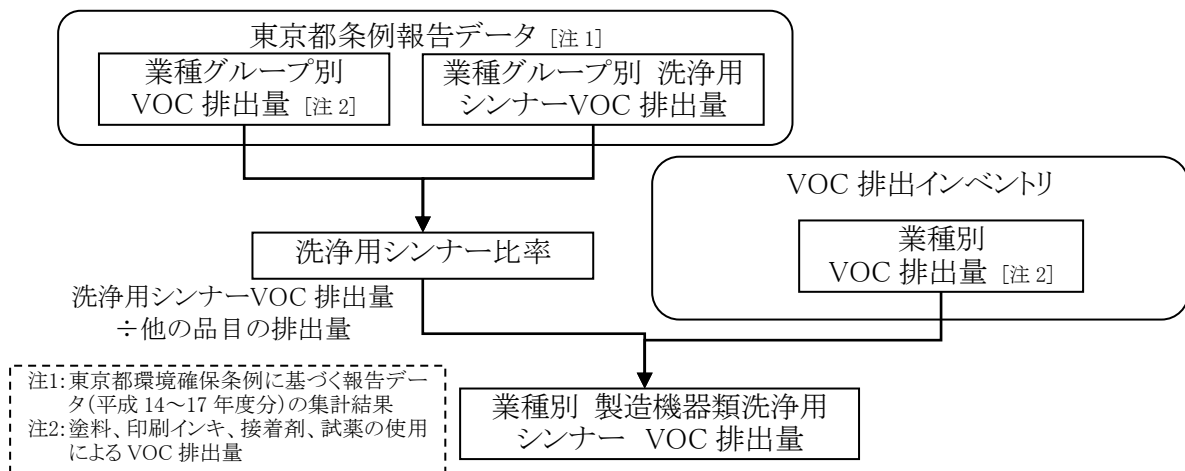 東京都条例報告データ [注 1]
業種グループ別
VOC 排出量 [注 2]
業種グループ別 洗浄用
シンナーVOC 排出量
VOC 排出インベントリ
業種別
VOC 排出量 [注 2]
洗浄用シンナー比率
洗浄用シンナーVOC 排出量
÷他の品目の排出量
業種別 製造機器類洗浄用
シンナー VOC 排出量
注1:東京都環境確保条例に基づく報告デー
タ(平成 14~17 年度分)の集計結果
注2:塗料、印刷インキ、接着剤、試薬の使用
による VOC 排出量